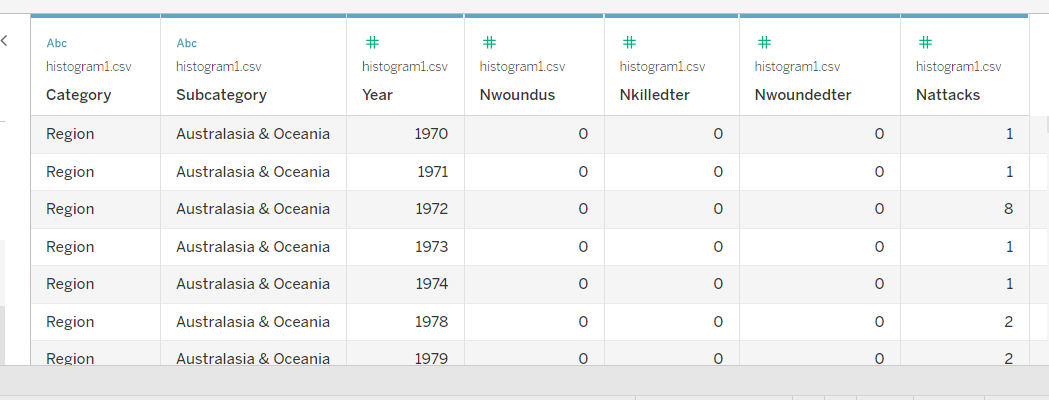 Abc Abc # # # # #
histogram1.csv histogram1.csv histogram1.csv histogram1.csv histogram1.csv histogram1.csv histogram1.csv
Category Subcategory Year Nwoundus Nkilledter Nwoundedter Nattacks
Region Australasia & Oceania 1970 0 0 0 1
Region Australasia & Oceania 1971 0 0 0 1
Region Australasia & Oceania 1972 0 0 0 8
Region Australasia & Oceania 1973 0 0 0 1
Region Australasia & Oceania 1974 0 0 0 1
Region Australasia & Oceania 1978 0 0 0 2
Region Australasia & Oceania 1979 0 0 0 2